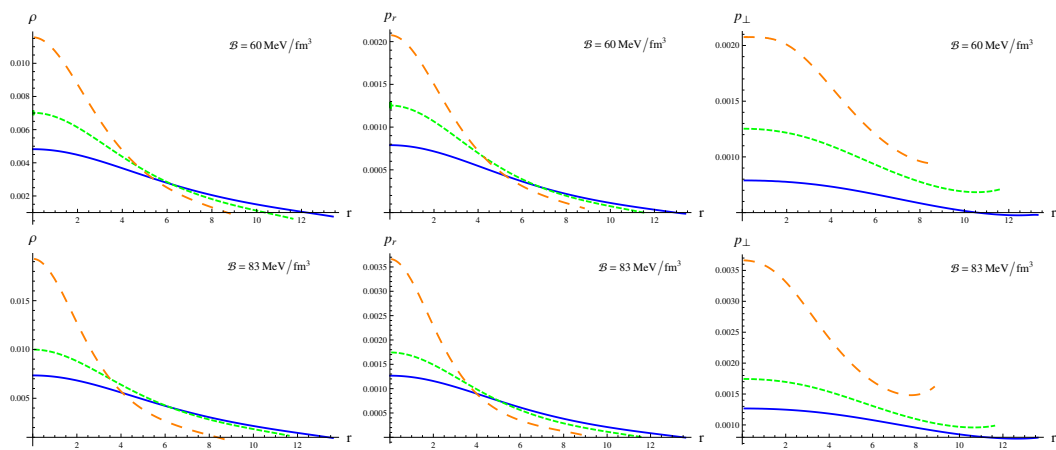 ρ
ℬ = 60 MeV/fm³
0.010
0.008
0.006
0.004
0.002
0 2 4 6 8 10 12 r
p_r
ℬ = 60 MeV/fm³
0.0020
0.0015
0.0010
0.0005
0 2 4 6 8 10 12 r
p_⊥
ℬ = 60 MeV/fm³
0.0020
0.0015
0.0010
0 2 4 6 8 10 12 r
ρ
ℬ = 83 MeV/fm³
0.015
0.010
0.005
0 2 4 6 8 10 12 r
p_r
ℬ = 83 MeV/fm³
0.0035
0.0030
0.0025
0.0020
0.0015
0.0010
0.0005
0 2 4 6 8 10 12 r
p_⊥
ℬ = 83 MeV/fm³
0.0035
0.0030
0.0025
0.0020
0.0015
0.0010
0 2 4 6 8 10 12 r